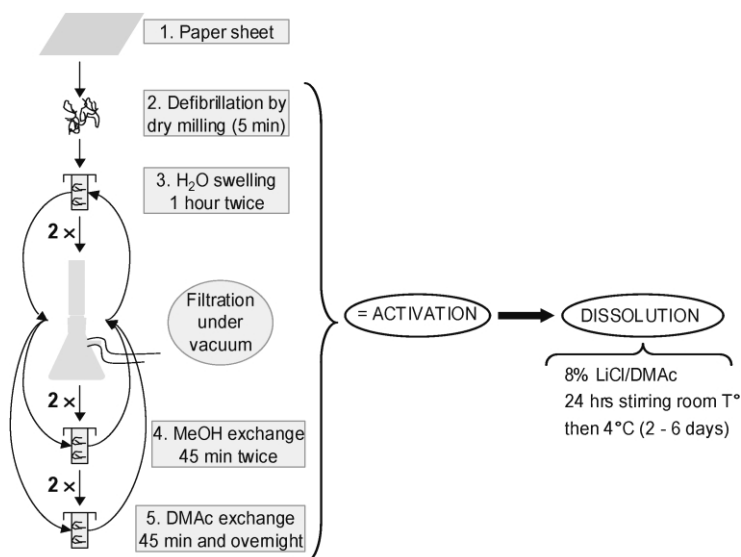 1. Paper sheet
2. Defibrillation by
dry milling (5 min)
3. H₂O swelling
1 hour twice
2 ×
Filtration
under
vacuum
2 ×
4. MeOH exchange
45 min twice
2 ×
5. DMAc exchange
45 min and overnight
= ACTIVATION
DISSOLUTION
8% LiCl/DMAc
24 hrs stirring room T°
then 4°C (2 - 6 days)